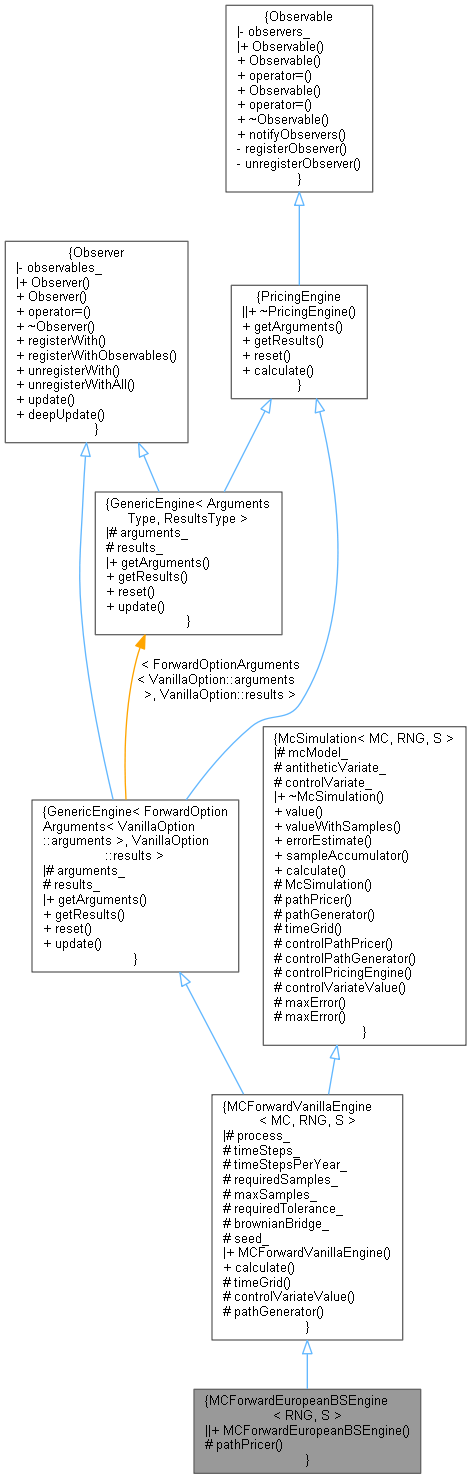 {Observable
|- observers_
|+ Observable()
+ Observable()
+ operator=()
+ Observable()
+ operator=()
+ ~Observable()
+ notifyObservers()
- registerObserver()
- unregisterObserver()
}
{Observer
|- observables_
|+ Observer()
+ Observer()
+ operator=()
+ ~Observer()
+ registerWith()
+ registerWithObservables()
+ unregisterWith()
+ unregisterWithAll()
+ update()
+ deepUpdate()
}
{PricingEngine
||+ ~PricingEngine()
+ getArguments()
+ getResults()
+ reset()
+ calculate()
}
{GenericEngine< Arguments
Type, ResultsType >
|# arguments_
# results_
|+ getArguments()
+ getResults()
+ reset()
+ update()
}
< ForwardOptionArguments
< VanillaOption::arguments
>, VanillaOption::results >
{GenericEngine< ForwardOption
Arguments< VanillaOption
::arguments >, VanillaOption
::results >
|# arguments_
# results_
|+ getArguments()
+ getResults()
+ reset()
+ update()
}
{McSimulation< MC, RNG, S >
|# mcModel_
# antitheticVariate_
# controlVariate_
|+ ~McSimulation()
+ value()
+ valueWithSamples()
+ errorEstimate()
+ sampleAccumulator()
+ calculate()
# McSimulation()
# pathPricer()
# pathGenerator()
# timeGrid()
# controlPathPricer()
# controlPathGenerator()
# controlPricingEngine()
# controlVariateValue()
# maxError()
# maxError()
}
{MCForwardVanillaEngine
< MC, RNG, S >
|# process_
# timeSteps_
# timeStepsPerYear_
# requiredSamples_
# maxSamples_
# requiredTolerance_
# brownianBridge_
# seed_
|+ MCForwardVanillaEngine()
+ calculate()
# timeGrid()
# controlVariateValue()
# pathGenerator()
}
{MCForwardEuropeanBSEngine
< RNG, S >
||+ MCForwardEuropeanBSEngine()
# pathPricer()
}